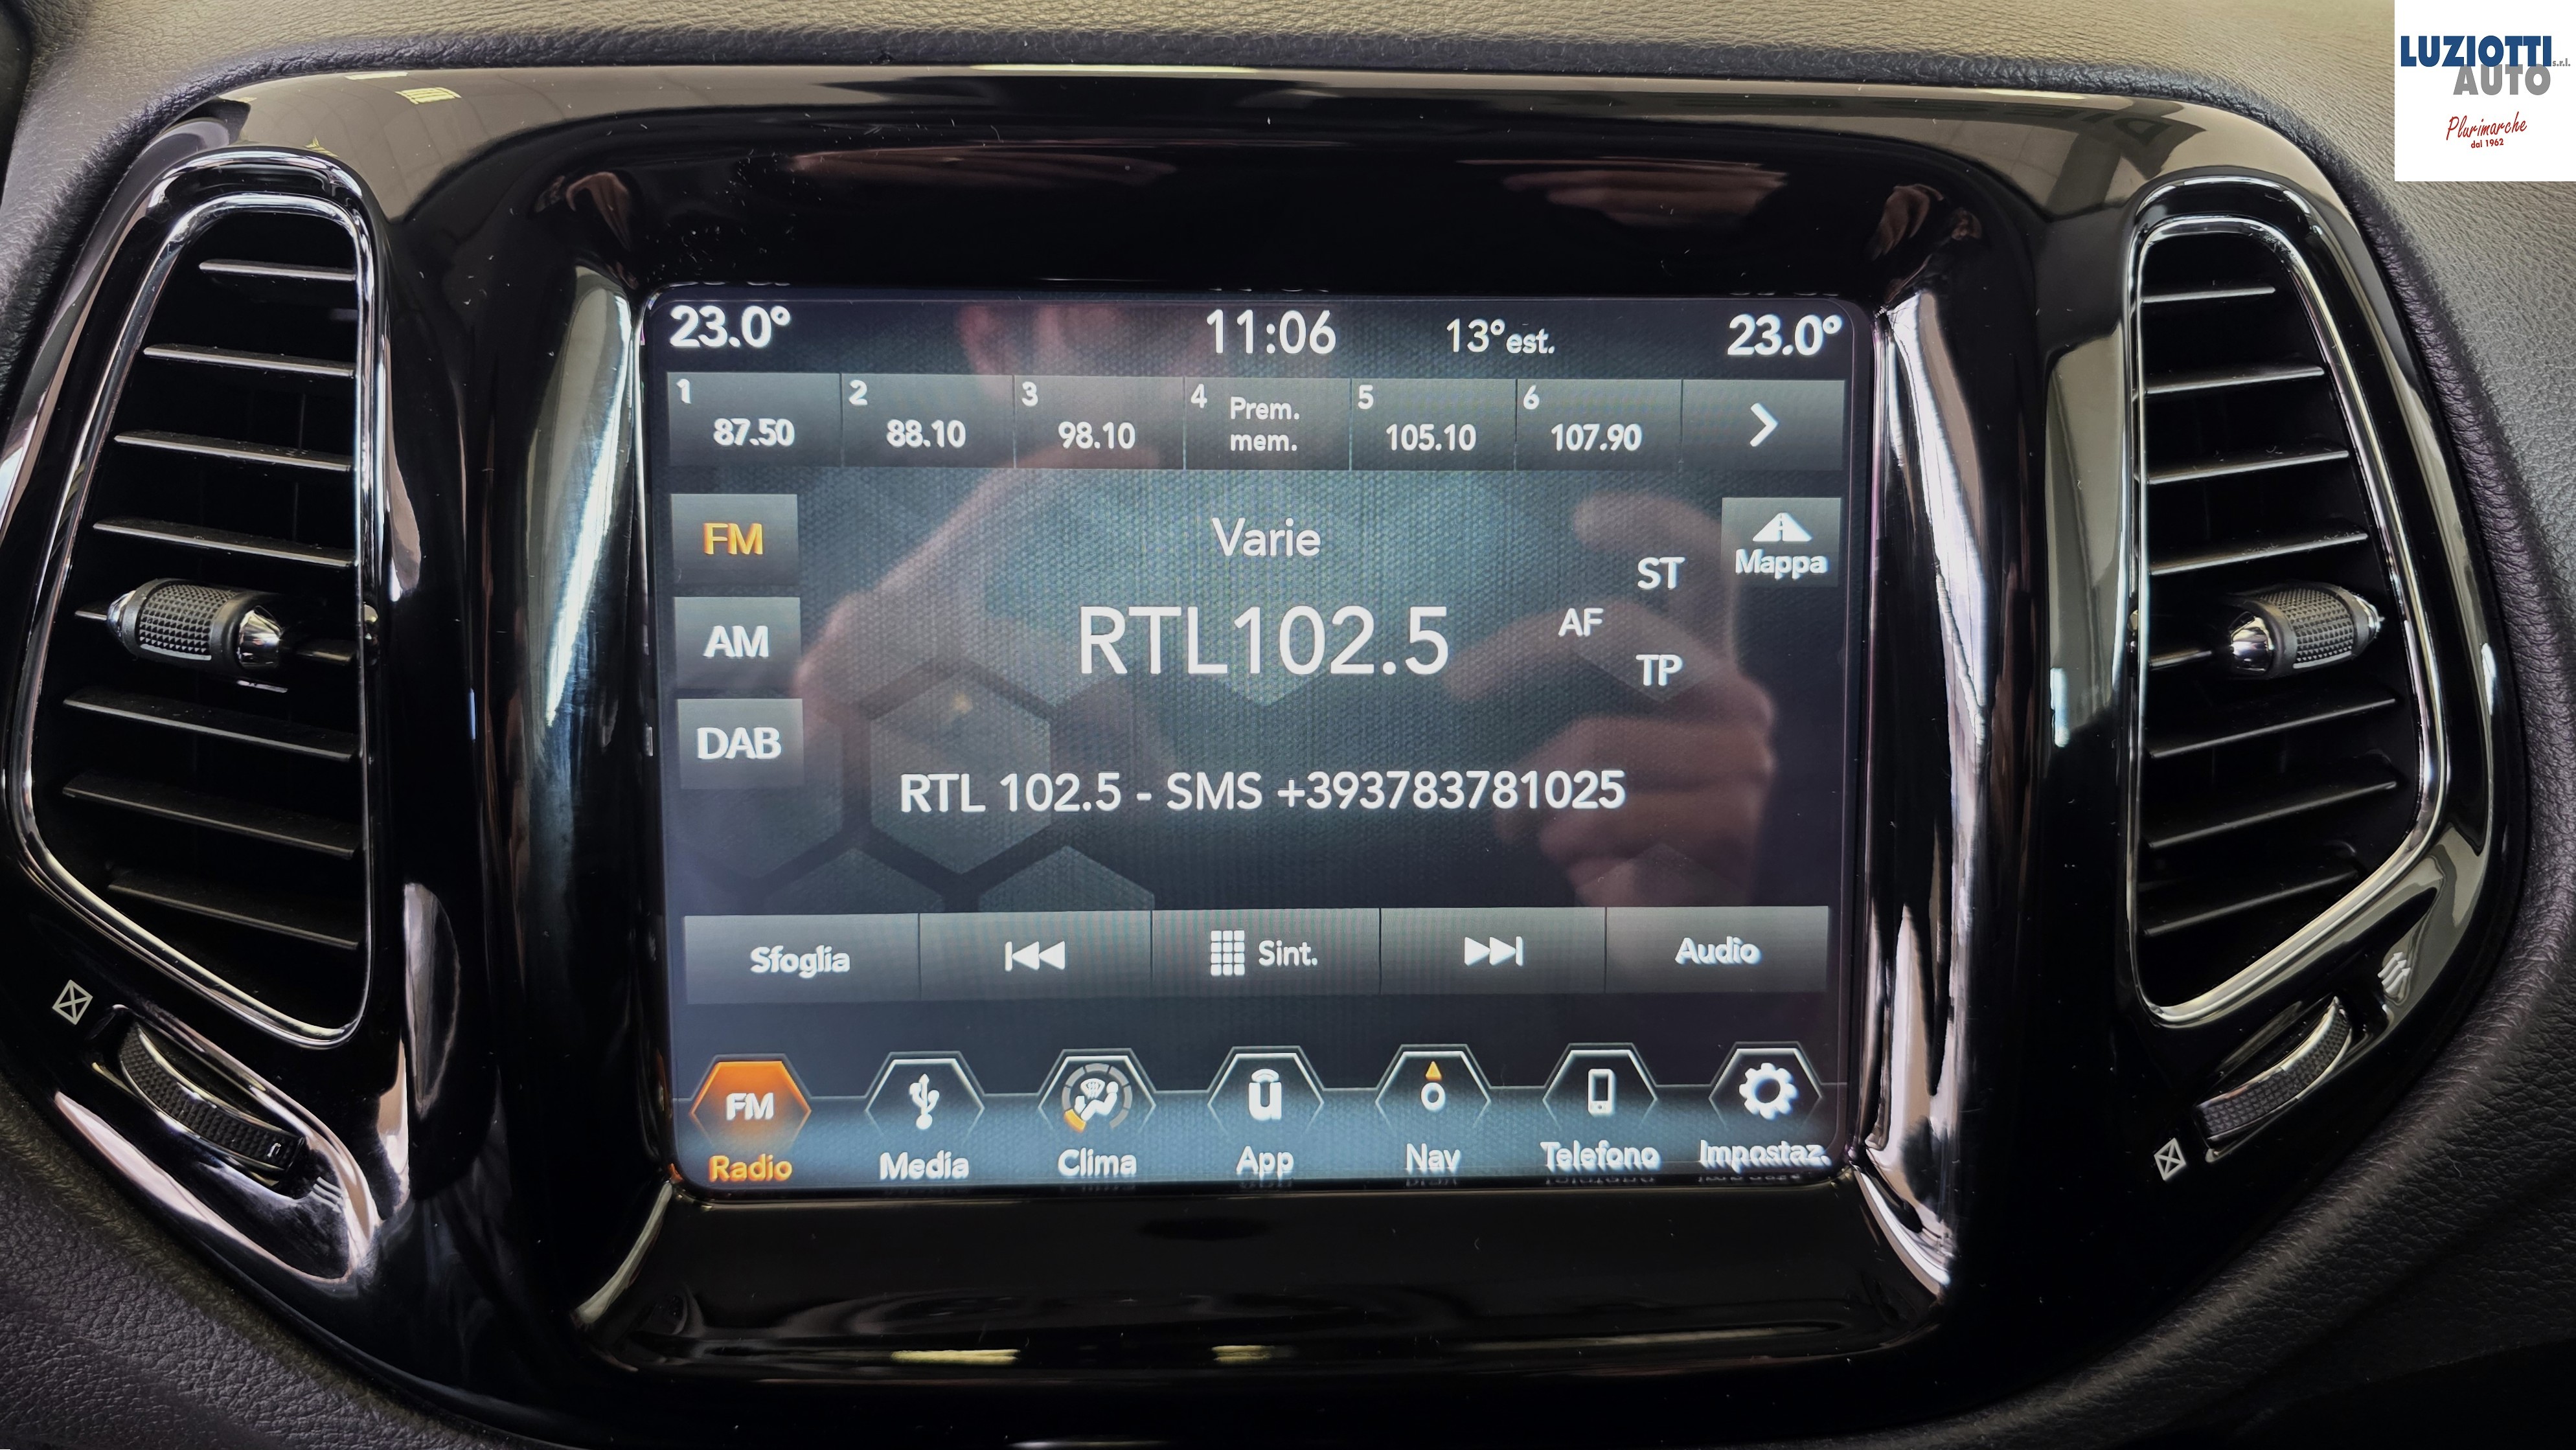 LUZIOTTI s.r.l.
AUTO
Plurimarche
dal 1962
23.0° 11:06 13°est. 23.0°
1 87.50
2 88.10
3 98.10
4 Prem. mem.
5 105.10
6 107.90
FM
Varie
Mappa
ST
AM
RTL102.5
AF
TP
DAB
RTL 102.5 - SMS +393783781025
Sfoglia
Sint.
Audio
FM
Radio
Media
Clima
App
Nav
Telefono
Impostaz.